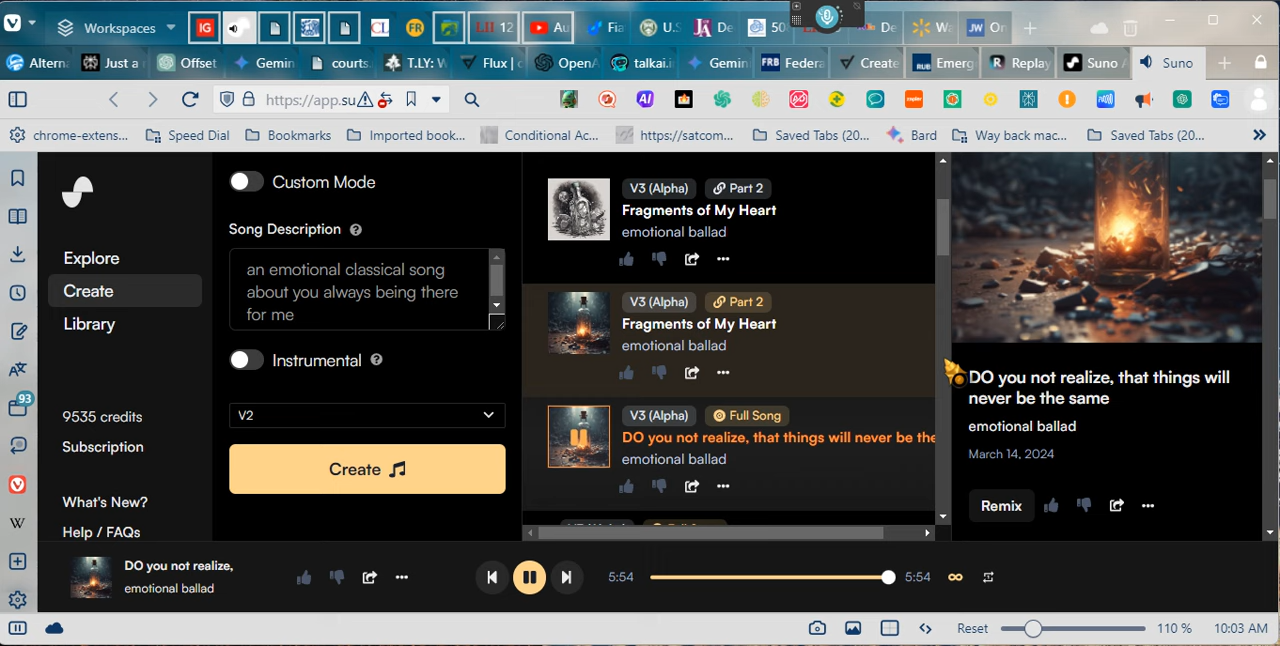 Workspaces
IG
CL
FR
LII 12
Au
Fia
U.S
De
50
De
Wa
JW On
Altern
Just a r
Offset
Gemin
courts.
T.LY: W
Flux | c
OpenA
talkai.i
Gemin
FRB Federa
Create
RUB Emerg
Replay
Suno A
Suno
https://app.su
AI
chrome-extens...
Speed Dial
Bookmarks
Imported book...
Conditional Ac...
https://satcom...
Saved Tabs (20...
Bard
Way back mac...
Saved Tabs (20...
Explore
Create
Library
9535 credits
Subscription
What's New?
Help / FAQs
93
W
Custom Mode
Song Description
an emotional classical song
about you always being there
for me
Instrumental
V2
Create
V3 (Alpha) Part 2
Fragments of My Heart
emotional ballad
V3 (Alpha) Part 2
Fragments of My Heart
emotional ballad
V3 (Alpha) Full Song
DO you not realize, that things will never be the
emotional ballad
DO you not realize, that things will
never be the same
emotional ballad
March 14, 2024
Remix
DO you not realize,
emotional ballad
5:54
5:54
Reset
110 %
10:03 AM